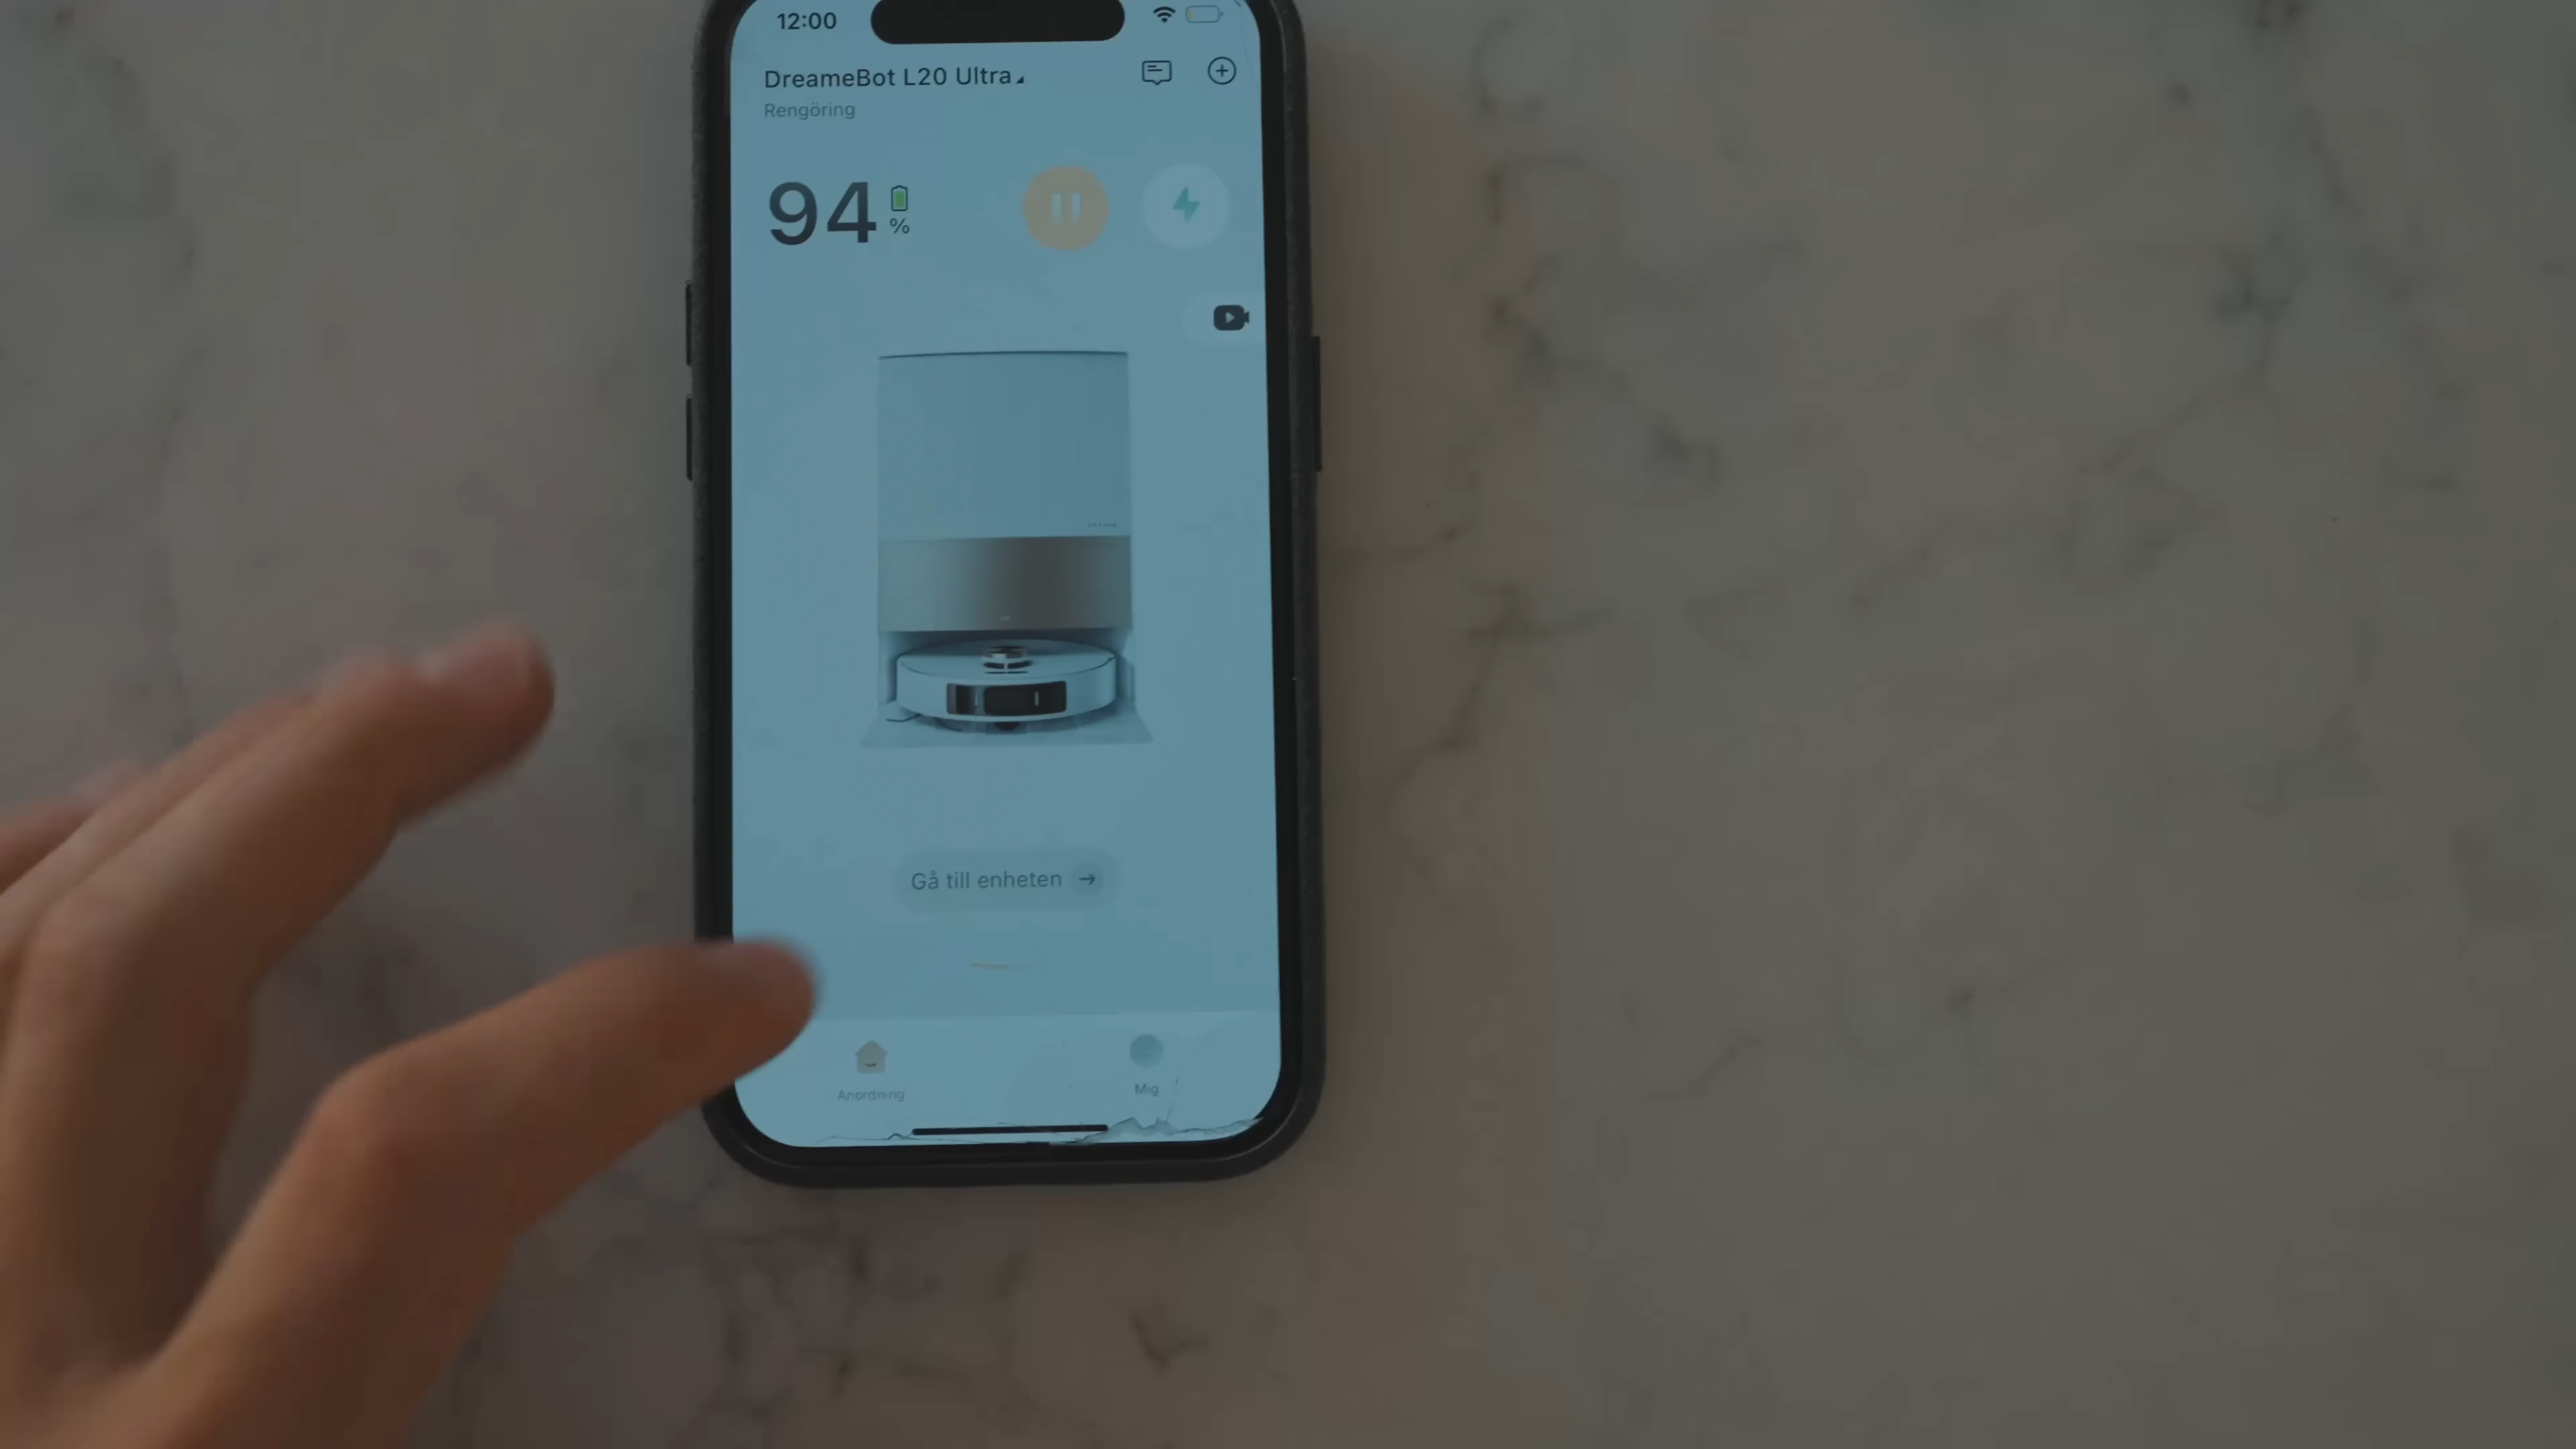 12:00
DreameBot L20 Ultra
Rengöring
94 %
Gå till enheten →
Anordning
Mig